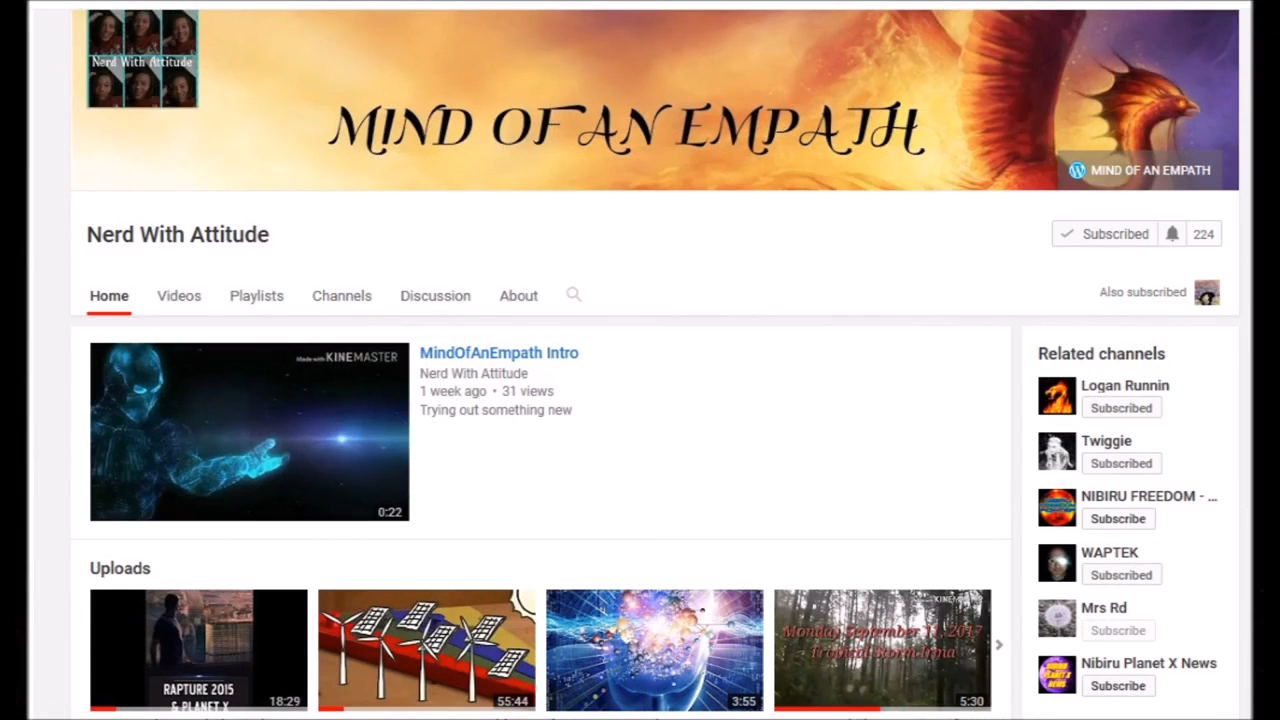 Nerd With Attitude
MIND OF AN EMPATH
MIND OF AN EMPATH
Nerd With Attitude
Subscribed
224
Home
Videos
Playlists
Channels
Discussion
About
Also subscribed
Made with KINEMASTER
0:22
MindOfAnEmpath Intro
Nerd With Attitude
1 week ago • 31 views
Trying out something new
Related channels
Logan Runnin
Subscribed
Twiggie
Subscribed
NIBIRU FREEDOM - ...
Subscribe
WAPTEK
Subscribed
Mrs Rd
Subscribe
Nibiru Planet X News
Subscribe
Uploads
RAPTURE 2015
& PLANET X
18:29
55:44
3:55
Monday September 11, 2017
Tropical Storm Irma
5:30